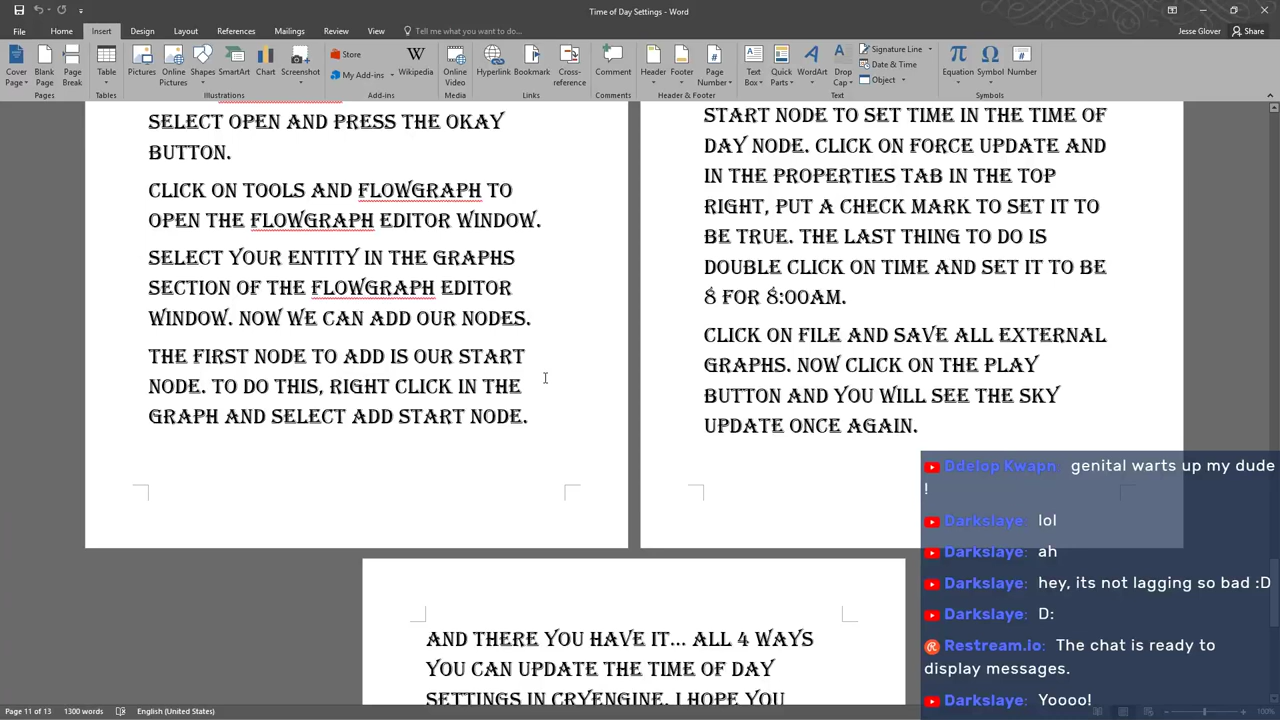 Time of Day Settings - Word
Jesse Glover
File Home Insert Design Layout References Mailings Review View Tell me what you want to do...
Share
Cover Page
Blank Page
Page Break
Pages
Table
Tables
Pictures
Online Pictures
Shapes
SmartArt
Chart
Screenshot
Illustrations
Store
My Add-ins
Wikipedia
Add-ins
Online Video
Media
Hyperlink
Bookmark
Cross-reference
Links
Comment
Comments
Header
Footer
Page Number
Header & Footer
Text Box
Quick Parts
WordArt
Drop Cap
Signature Line
Date & Time
Object
Text
Equation
Symbol
Number
Symbols
SELECT OPEN AND PRESS THE OKAY
BUTTON.
CLICK ON TOOLS AND FLOWGRAPH TO
OPEN THE FLOWGRAPH EDITOR WINDOW.
SELECT YOUR ENTITY IN THE GRAPHS
SECTION OF THE FLOWGRAPH EDITOR
WINDOW. NOW WE CAN ADD OUR NODES.
THE FIRST NODE TO ADD IS OUR START
NODE. TO DO THIS, RIGHT CLICK IN THE
GRAPH AND SELECT ADD START NODE.
START NODE TO SET TIME IN THE TIME OF
DAY NODE. CLICK ON FORCE UPDATE AND
IN THE PROPERTIES TAB IN THE TOP
RIGHT, PUT A CHECK MARK TO SET IT TO
BE TRUE. THE LAST THING TO DO IS
DOUBLE CLICK ON TIME AND SET IT TO BE
8 FOR 8:00AM.
CLICK ON FILE AND SAVE ALL EXTERNAL
GRAPHS. NOW CLICK ON THE PLAY
BUTTON AND YOU WILL SEE THE SKY
UPDATE ONCE AGAIN.
AND THERE YOU HAVE IT... ALL 4 WAYS
YOU CAN UPDATE THE TIME OF DAY
SETTINGS IN CRYENGINE. I HOPE YOU
Ddelop Kwapn: genital warts up my dude
!
Darkslaye: lol
Darkslaye: ah
Darkslaye: hey, its not lagging so bad :D
Darkslaye: D:
Restream.io: The chat is ready to
display messages.
Darkslaye: Yoooo!
Page 11 of 13 1300 words English (United States)
100%